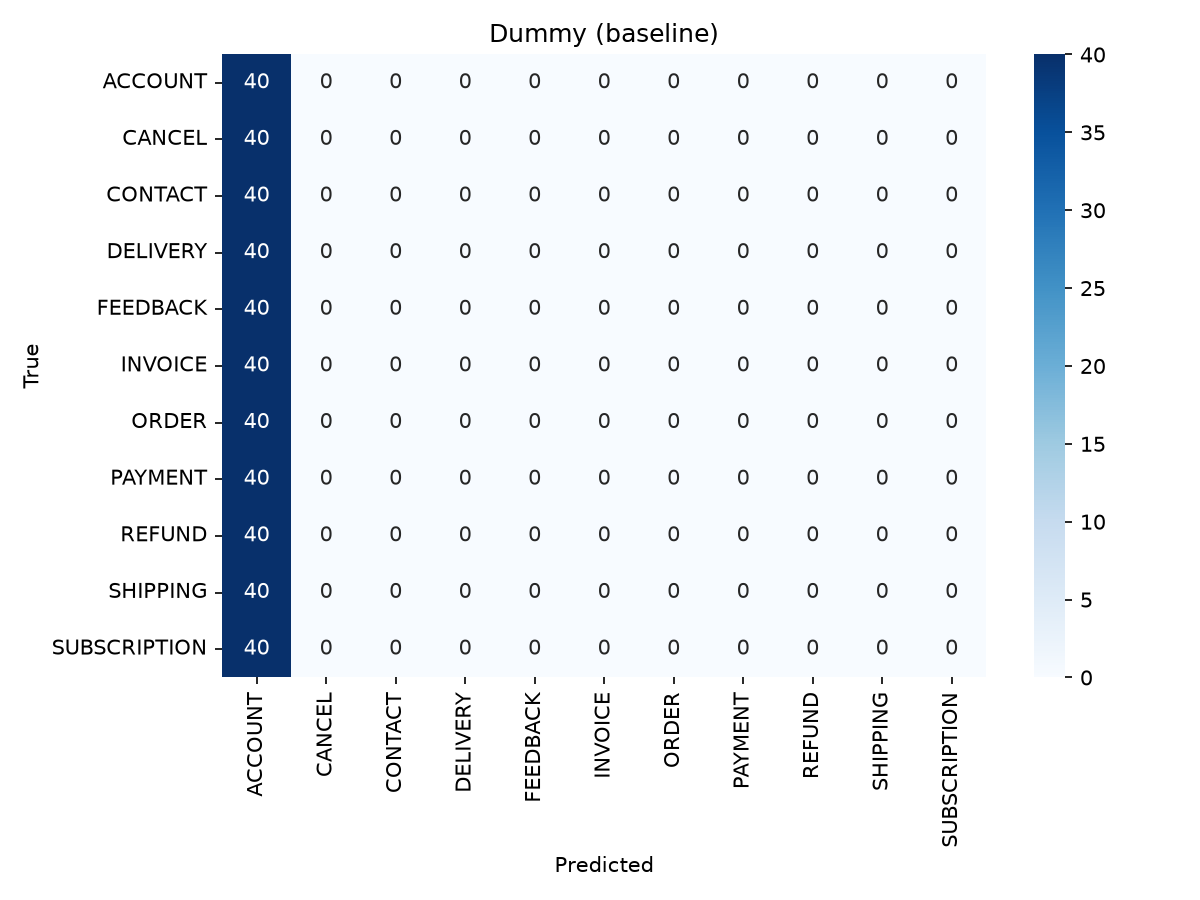 Dummy (baseline)
True
ACCOUNT 40 0 0 0 0 0 0 0 0 0 0
CANCEL 40 0 0 0 0 0 0 0 0 0 0
CONTACT 40 0 0 0 0 0 0 0 0 0 0
DELIVERY 40 0 0 0 0 0 0 0 0 0 0
FEEDBACK 40 0 0 0 0 0 0 0 0 0 0
INVOICE 40 0 0 0 0 0 0 0 0 0 0
ORDER 40 0 0 0 0 0 0 0 0 0 0
PAYMENT 40 0 0 0 0 0 0 0 0 0 0
REFUND 40 0 0 0 0 0 0 0 0 0 0
SHIPPING 40 0 0 0 0 0 0 0 0 0 0
SUBSCRIPTION 40 0 0 0 0 0 0 0 0 0 0
ACCOUNT
CANCEL
CONTACT
DELIVERY
FEEDBACK
INVOICE
ORDER
PAYMENT
REFUND
SHIPPING
SUBSCRIPTION
Predicted
40
35
30
25
20
15
10
5
0